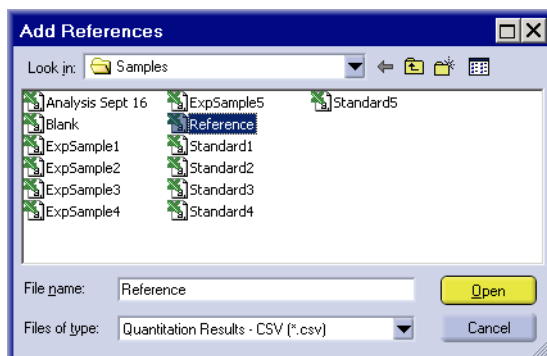 Add References
Look in: Samples
Analysis Sept 16 ExpSample5 Standard5
Blank Reference
ExpSample1 Standard1
ExpSample2 Standard2
ExpSample3 Standard3
ExpSample4 Standard4
File name: Reference Open
Files of type: Quantitation Results - CSV (*.csv) Cancel